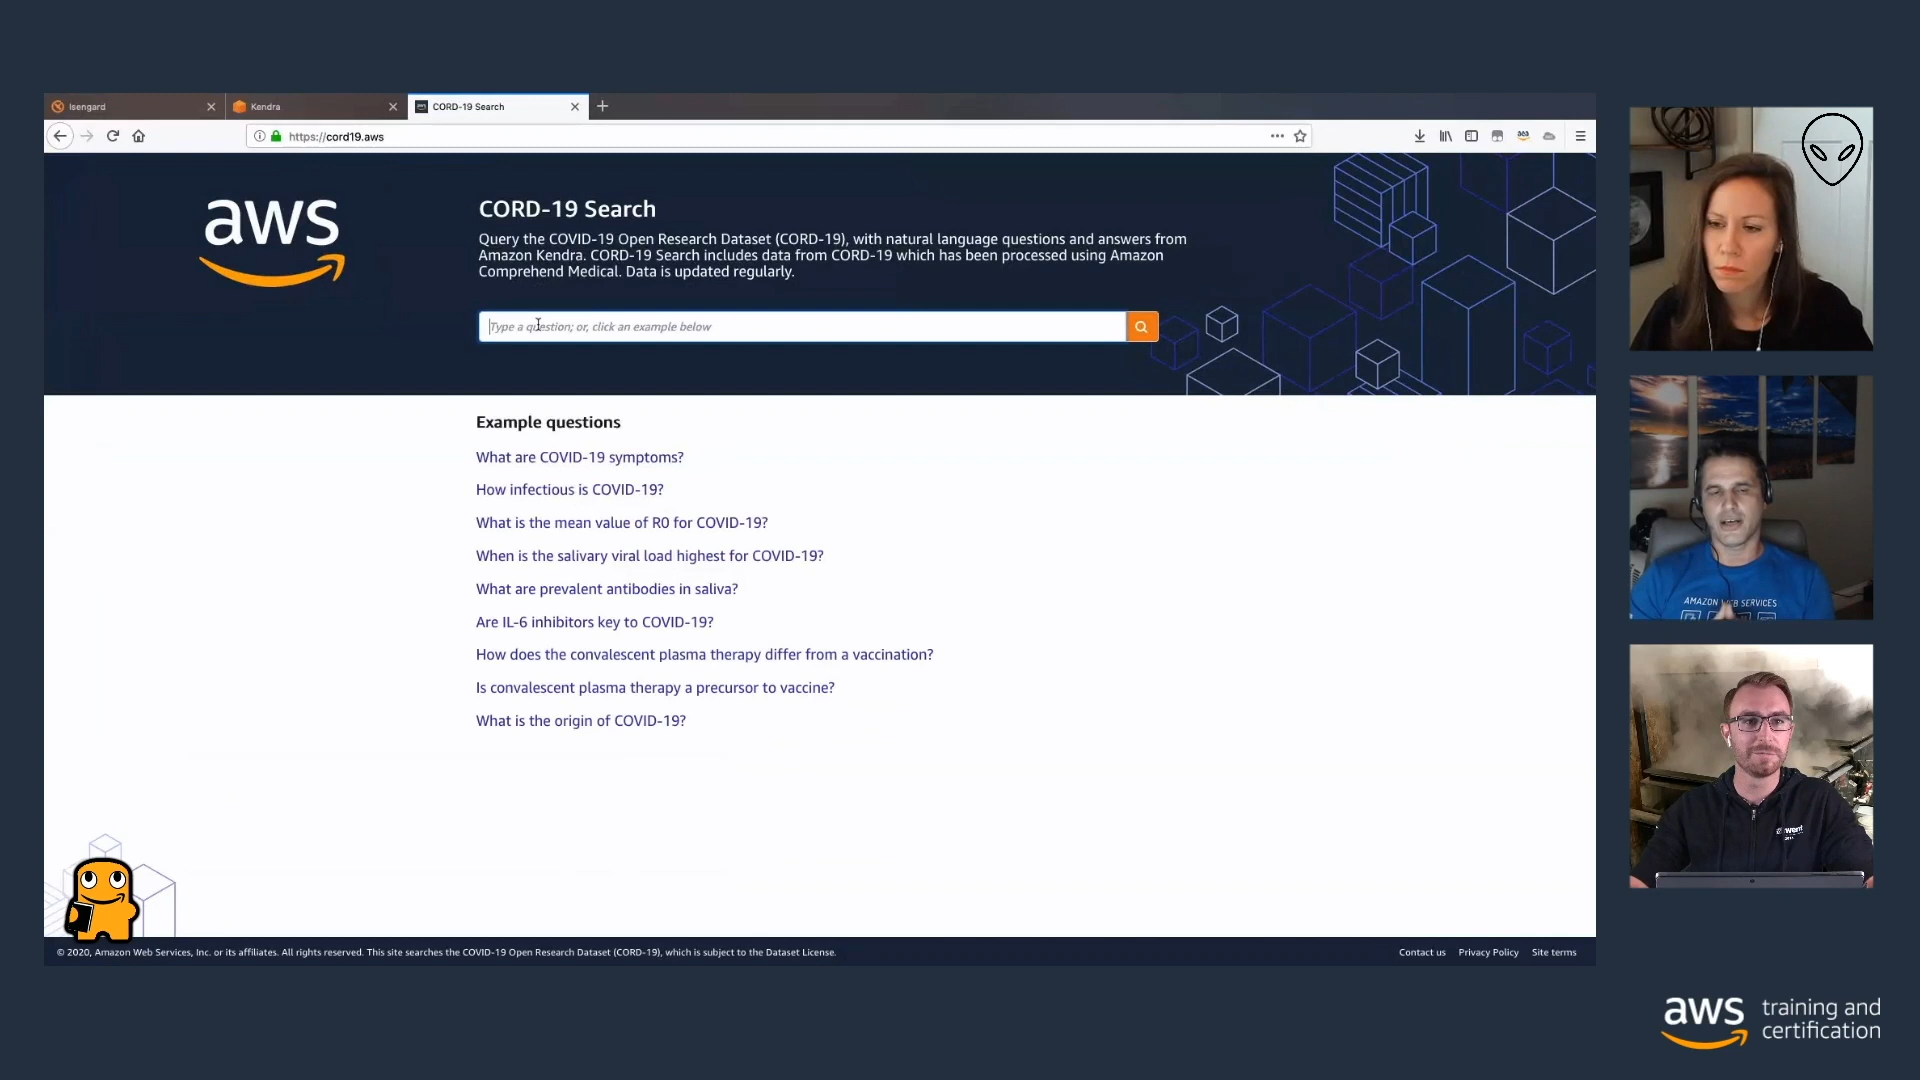 Isengard
Kendra
CORD-19 Search
https://cord19.aws
aws
CORD-19 Search
Query the COVID-19 Open Research Dataset (CORD-19), with natural language questions and answers from
Amazon Kendra. CORD-19 Search includes data from CORD-19 which has been processed using Amazon
Comprehend Medical. Data is updated regularly.
Type a question; or, click an example below
Example questions
What are COVID-19 symptoms?
How infectious is COVID-19?
What is the mean value of R0 for COVID-19?
When is the salivary viral load highest for COVID-19?
What are prevalent antibodies in saliva?
Are IL-6 inhibitors key to COVID-19?
How does the convalescent plasma therapy differ from a vaccination?
Is convalescent plasma therapy a precursor to vaccine?
What is the origin of COVID-19?
© 2020, Amazon Web Services, Inc. or its affiliates. All rights reserved. This site searches the COVID-19 Open Research Dataset (CORD-19), which is subject to the Dataset License.
Contact us Privacy Policy Site terms
AMAZON WEB SERVICES
aws training and
certification